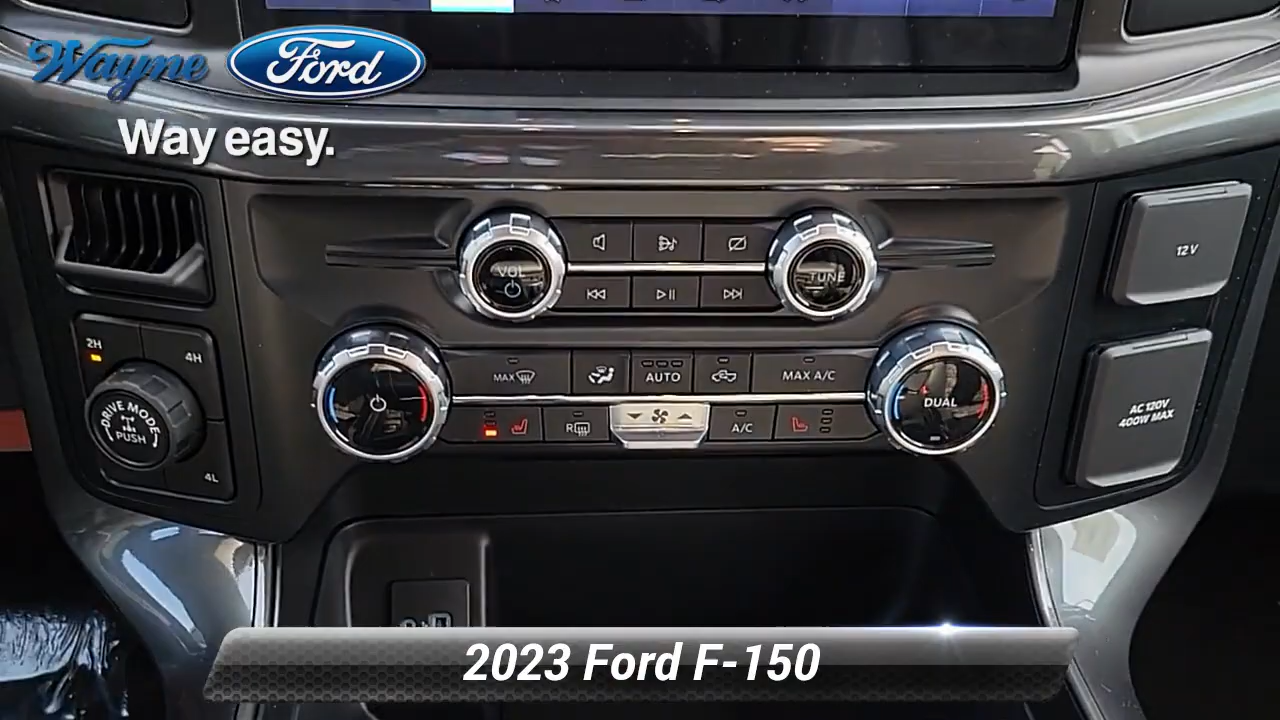 Wayne Ford
Way easy.
VOL
TUNE
12V
2H
4H
DRIVE MODE
PUSH
4L
MAX
AUTO
MAX A/C
R
A/C
DUAL
AC 120V
400W MAX
2023 Ford F-150